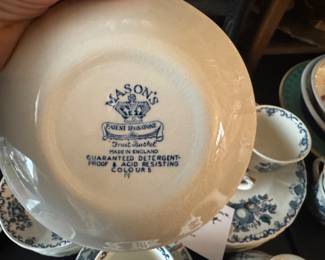 MASON'S
PATENT IRONSTONE
Fruit Basket
MADE IN ENGLAND
GUARANTEED DETERGENT-
PROOF & ACID RESISTING
COLOURS